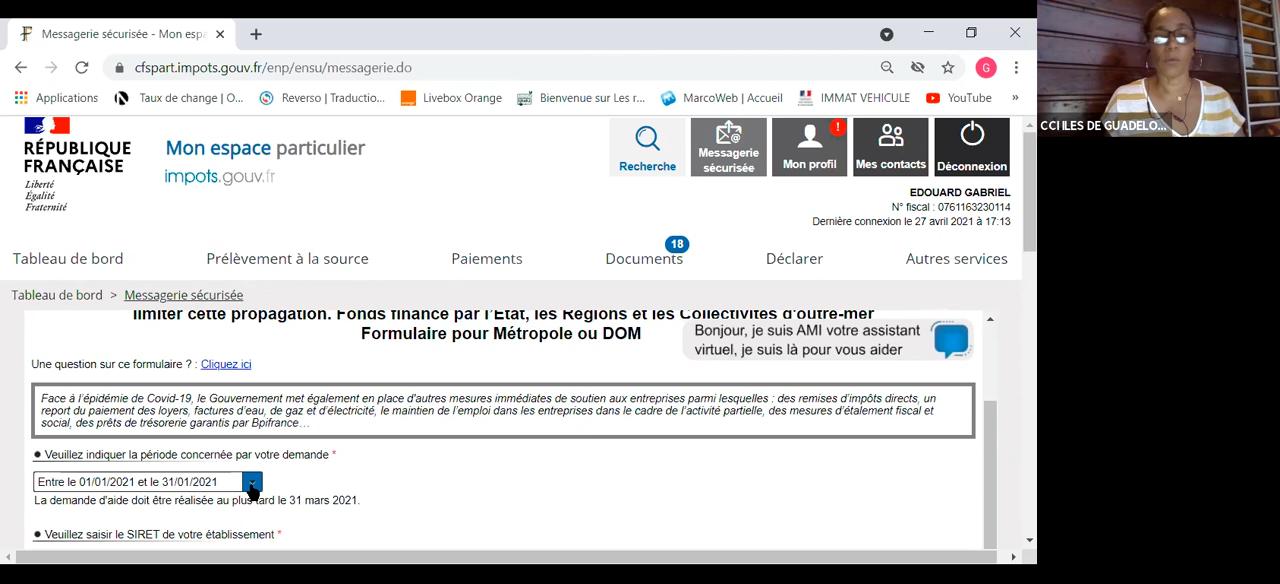 Messagerie sécurisée - Mon esp
cfspart.impots.gouv.fr/enp/ensu/messagerie.do
G
Applications
Taux de change | O...
Reverso | Traductio...
Livebox Orange
Bienvenue sur Les r...
MarcoWeb | Accueil
IMMAT VEHICULE
YouTube
»
CCI ILES DE GUADELO...
RÉPUBLIQUE
FRANÇAISE
Liberté
Égalité
Fraternité
Mon espace particulier
impots.gouv.fr
Recherche
Messagerie
sécurisée
!
Mon profil
Mes contacts
Déconnexion
EDOUARD GABRIEL
N° fiscal : 0761163230114
Dernière connexion le 27 avril 2021 à 17:13
18
Tableau de bord
Prélèvement à la source
Paiements
Documents
Déclarer
Autres services
Tableau de bord > Messagerie sécurisée
limiter cette propagation. Fonds financé par l'Etat, les Régions et les Collectivités d'outre-mer
Formulaire pour Métropole ou DOM
Bonjour, je suis AMI votre assistant
virtuel, je suis là pour vous aider
Une question sur ce formulaire ? : Cliquez ici
Face à l'épidémie de Covid-19, le Gouvernement met également en place d'autres mesures immédiates de soutien aux entreprises parmi lesquelles : des remises d'impôts directs, un
report du paiement des loyers, factures d'eau, de gaz et d'électricité, le maintien de l'emploi dans les entreprises dans le cadre de l'activité partielle, des mesures d'étalement fiscal et
social, des prêts de trésorerie garantis par Bpifrance…
● Veuillez indiquer la période concernée par votre demande *
Entre le 01/01/2021 et le 31/01/2021
La demande d'aide doit être réalisée au plus tard le 31 mars 2021.
● Veuillez saisir le SIRET de votre établissement *